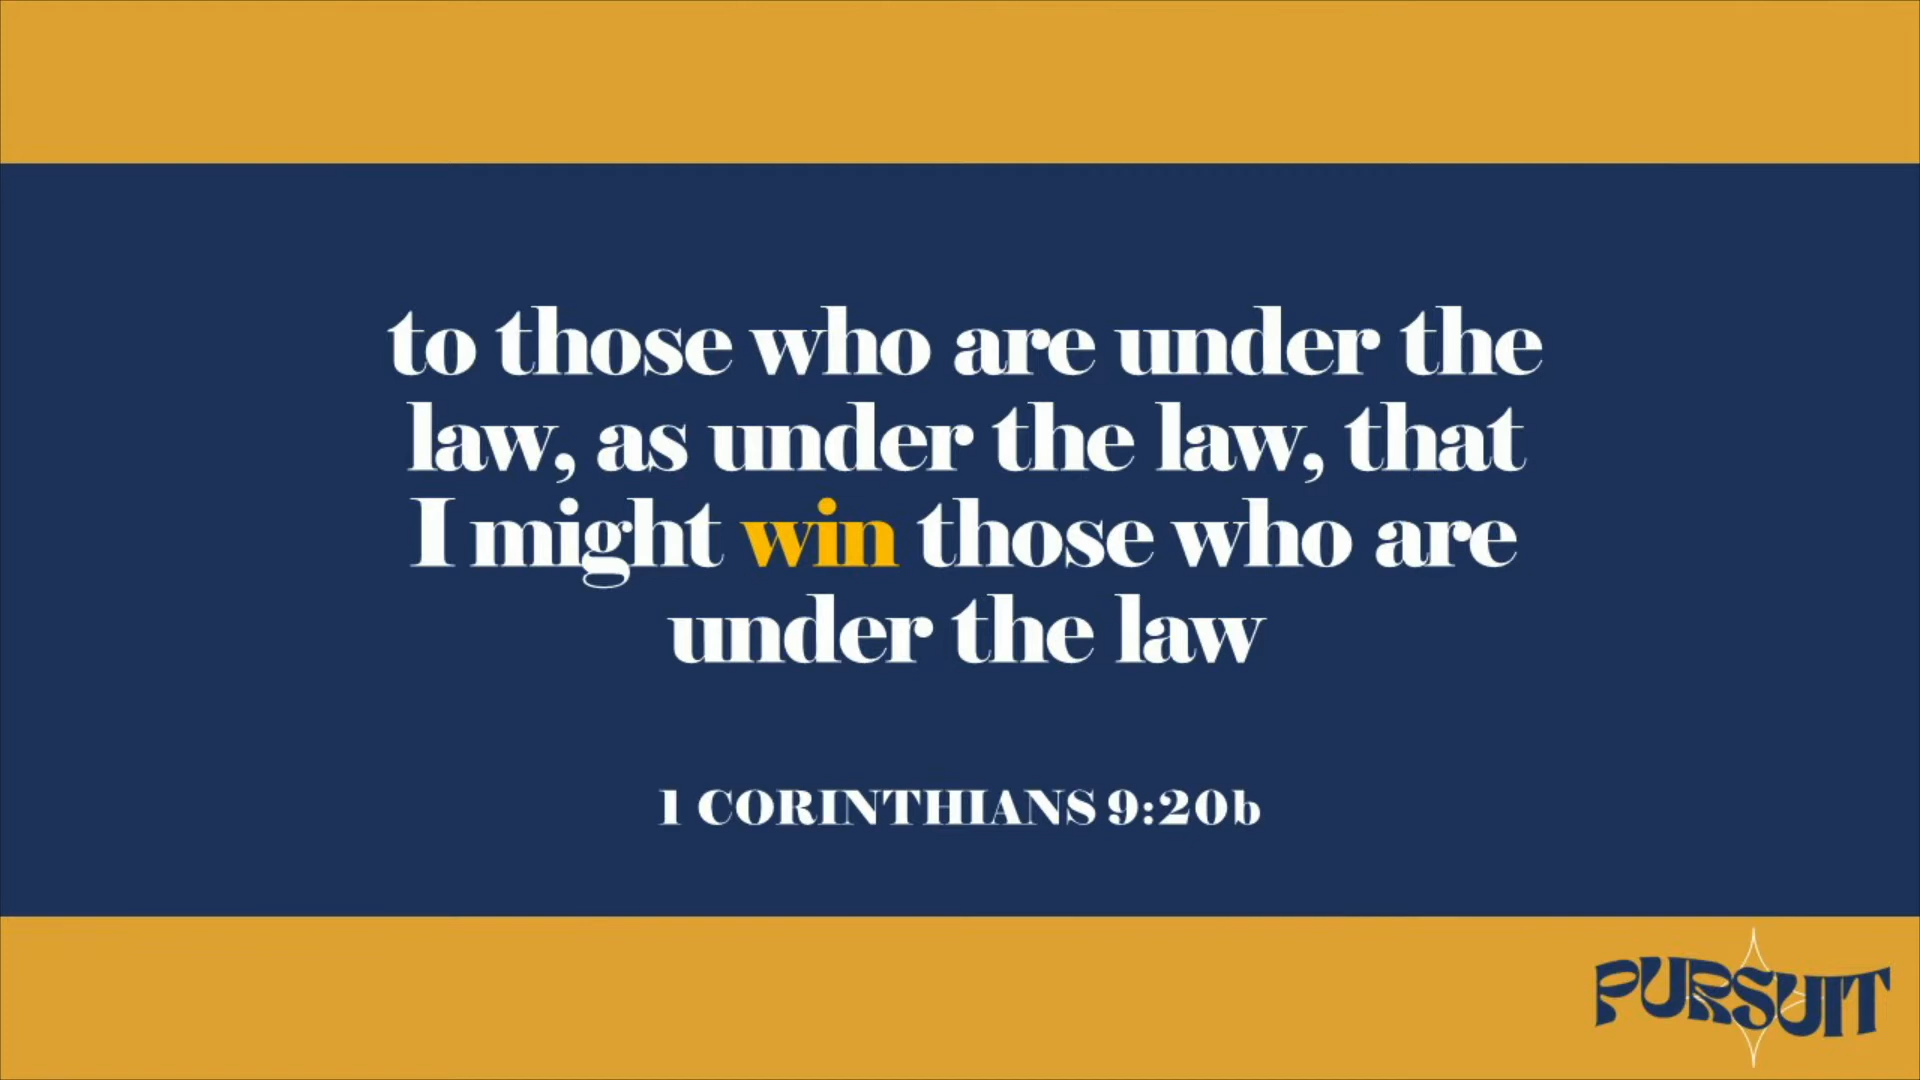 to those who are under the
law, as under the law, that
I might win those who are
under the law
1 CORINTHIANS 9:20b
PURSUIT